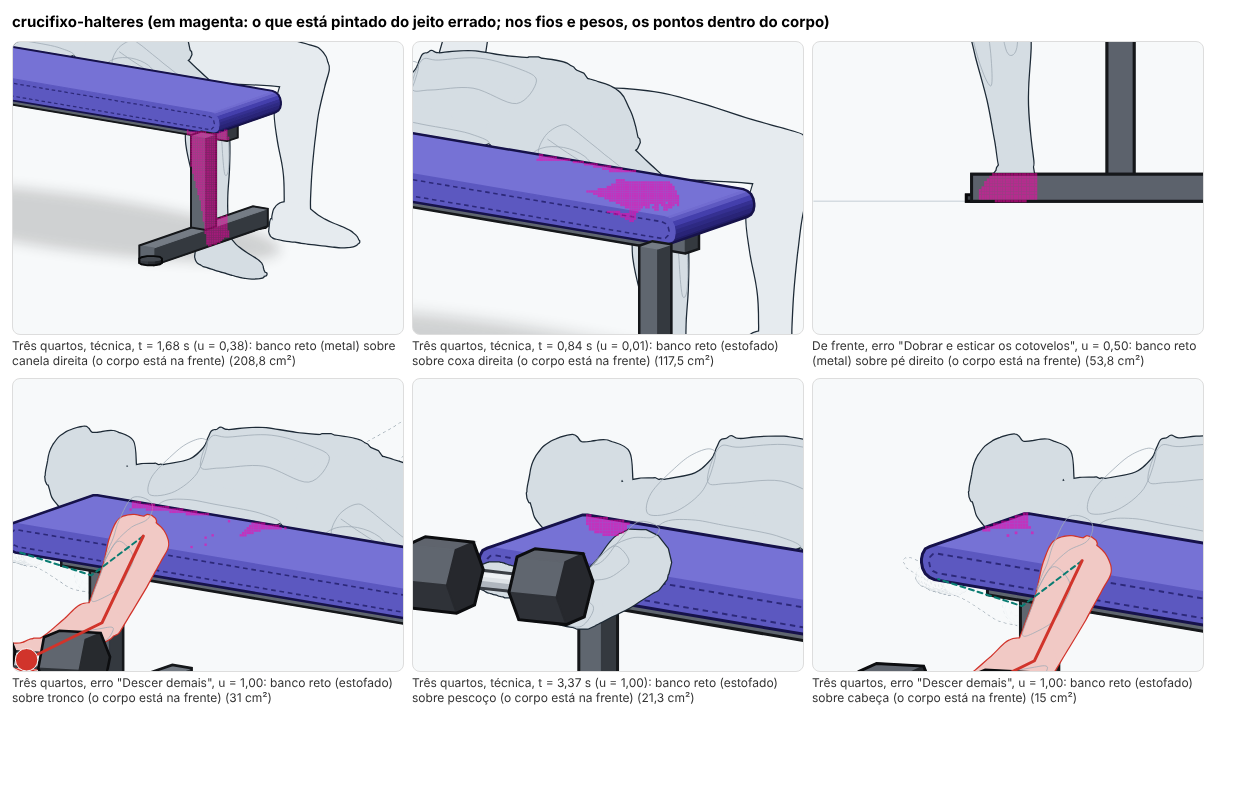 crucifixo-halteres (em magenta: o que está pintado do jeito errado; nos fios e pesos, os pontos dentro do corpo)
Três quartos, técnica, t = 1,68 s (u = 0,38): banco reto (metal) sobre
canela direita (o corpo está na frente) (208,8 cm²)
Três quartos, técnica, t = 0,84 s (u = 0,01): banco reto (estofado)
sobre coxa direita (o corpo está na frente) (117,5 cm²)
De frente, erro "Dobrar e esticar os cotovelos", u = 0,50: banco reto
(metal) sobre pé direito (o corpo está na frente) (53,8 cm²)
Três quartos, erro "Descer demais", u = 1,00: banco reto (estofado)
sobre tronco (o corpo está na frente) (31 cm²)
Três quartos, técnica, t = 3,37 s (u = 1,00): banco reto (estofado)
sobre pescoço (o corpo está na frente) (21,3 cm²)
Três quartos, erro "Descer demais", u = 1,00: banco reto (estofado)
sobre cabeça (o corpo está na frente) (15 cm²)